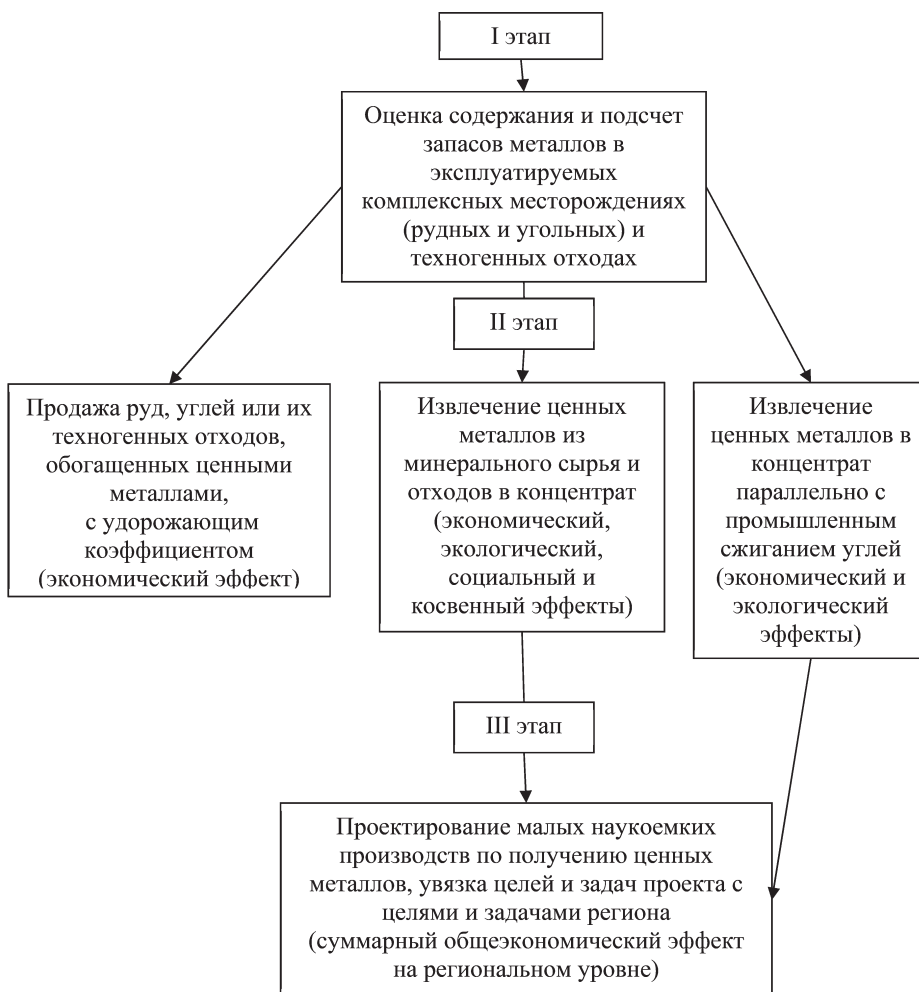 I этап
Оценка содержания и подсчет
запасов металлов в
эксплуатируемых
комплексных месторождениях
(рудных и угольных) и
техногенных отходах
II этап
Продажа руд, углей или их
техногенных отходов,
обогащенных ценными
металлами,
с удорожающим
коэффициентом
(экономический эффект)
Извлечение ценных
металлов из
минерального сырья и
отходов в концентрат
(экономический,
экологический,
социальный и
косвенный эффекты)
Извлечение
ценных металлов в
концентрат
параллельно с
промышленным
сжиганием углей
(экономический и
экологический
эффекты)
III этап
Проектирование малых наукоемких
производств по получению ценных
металлов, увязка целей и задач проекта с
целями и задачами региона
(суммарный общеэкономический эффект
на региональном уровне)